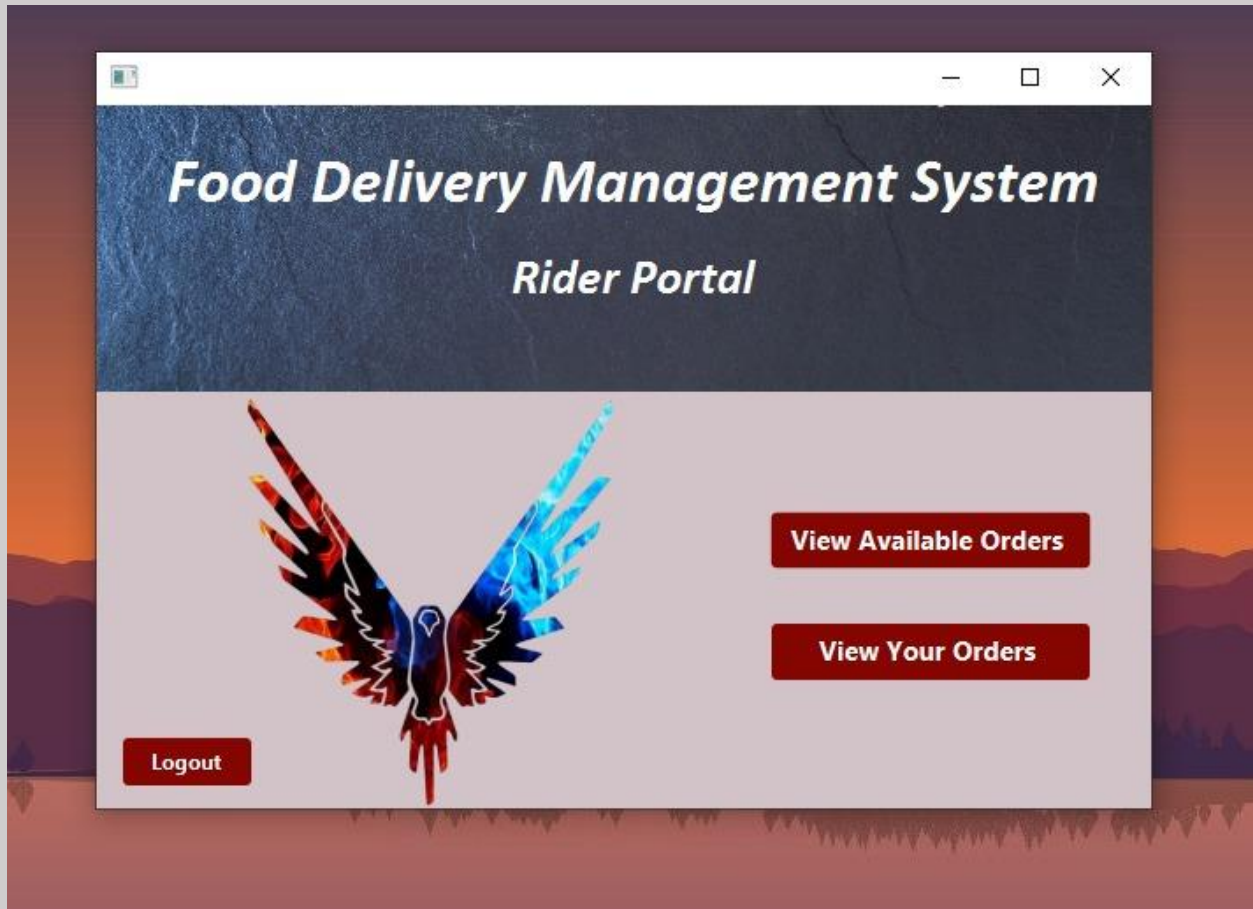 Food Delivery Management System
Rider Portal
View Available Orders
View Your Orders
Logout